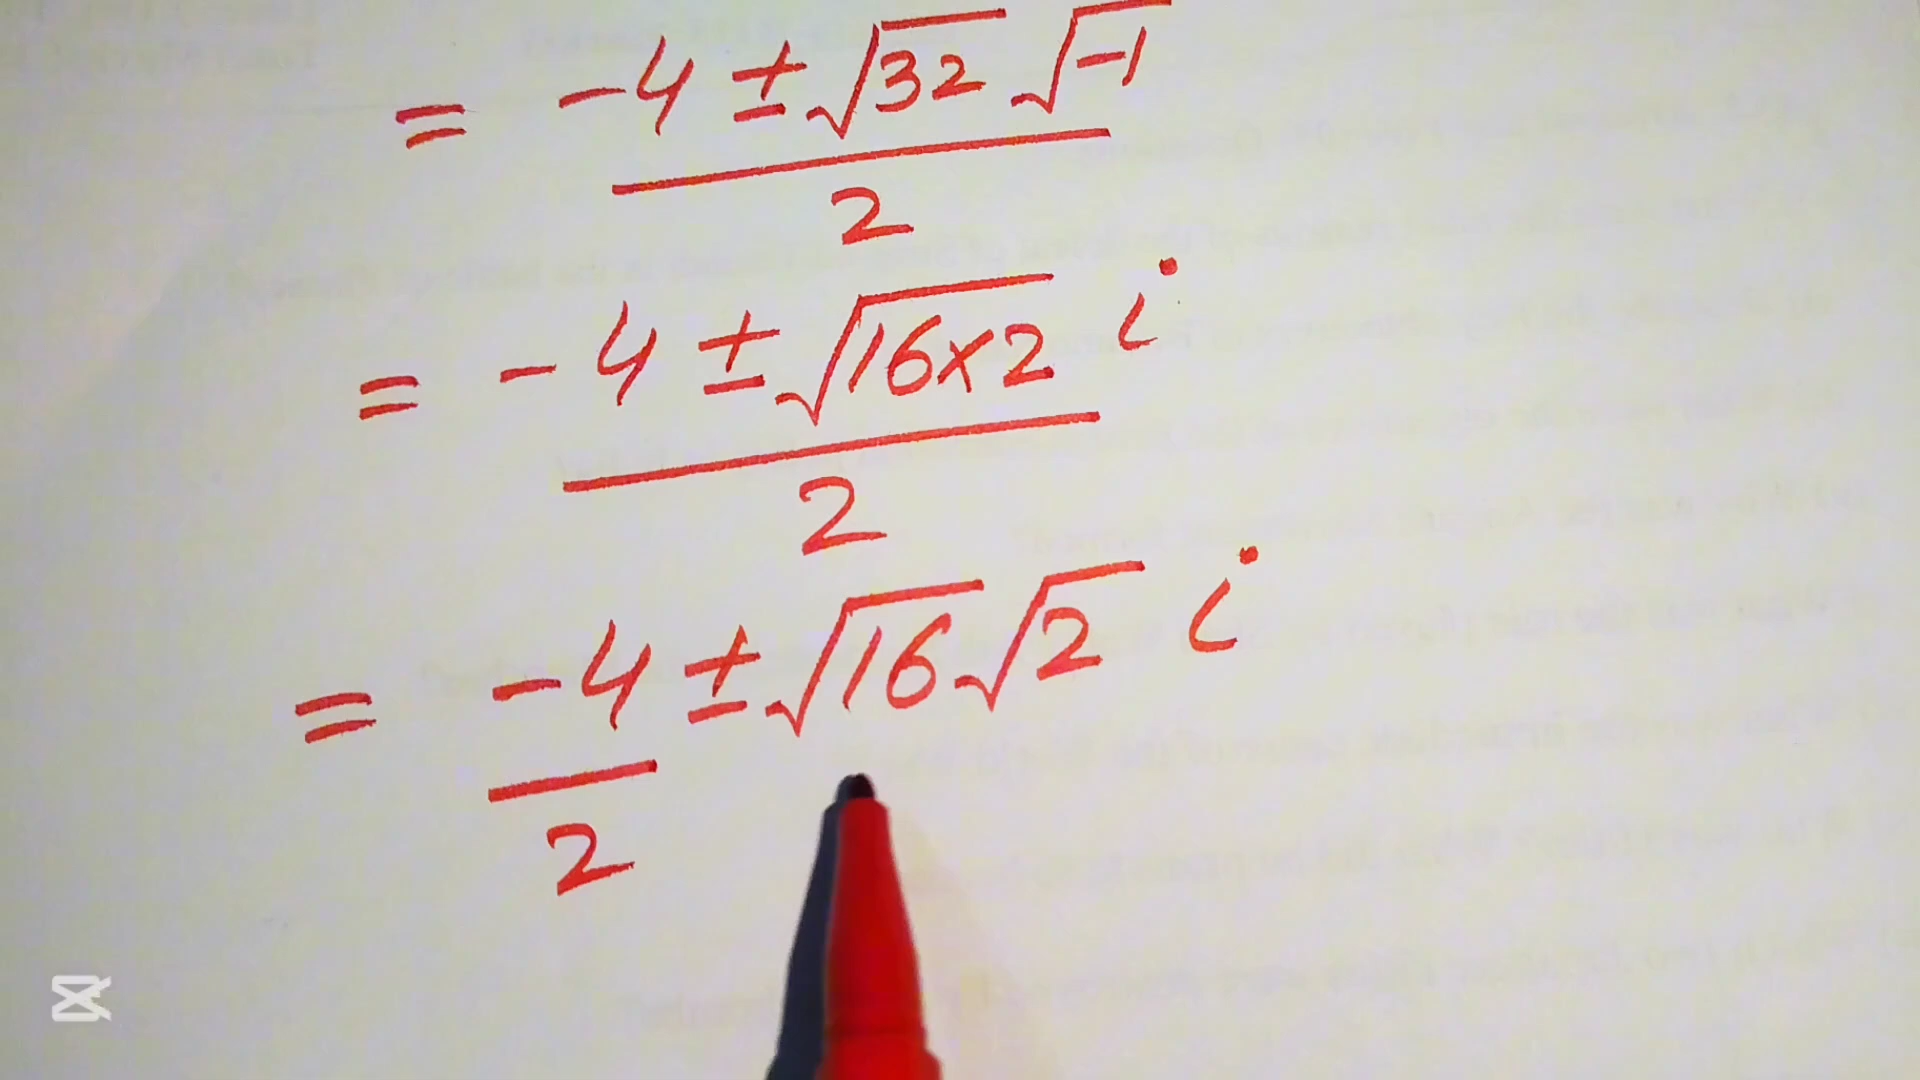 = -4 ± √32 √-1
2
= -4 ± √16×2 i
2
= -4 ± √16 √2 i
2